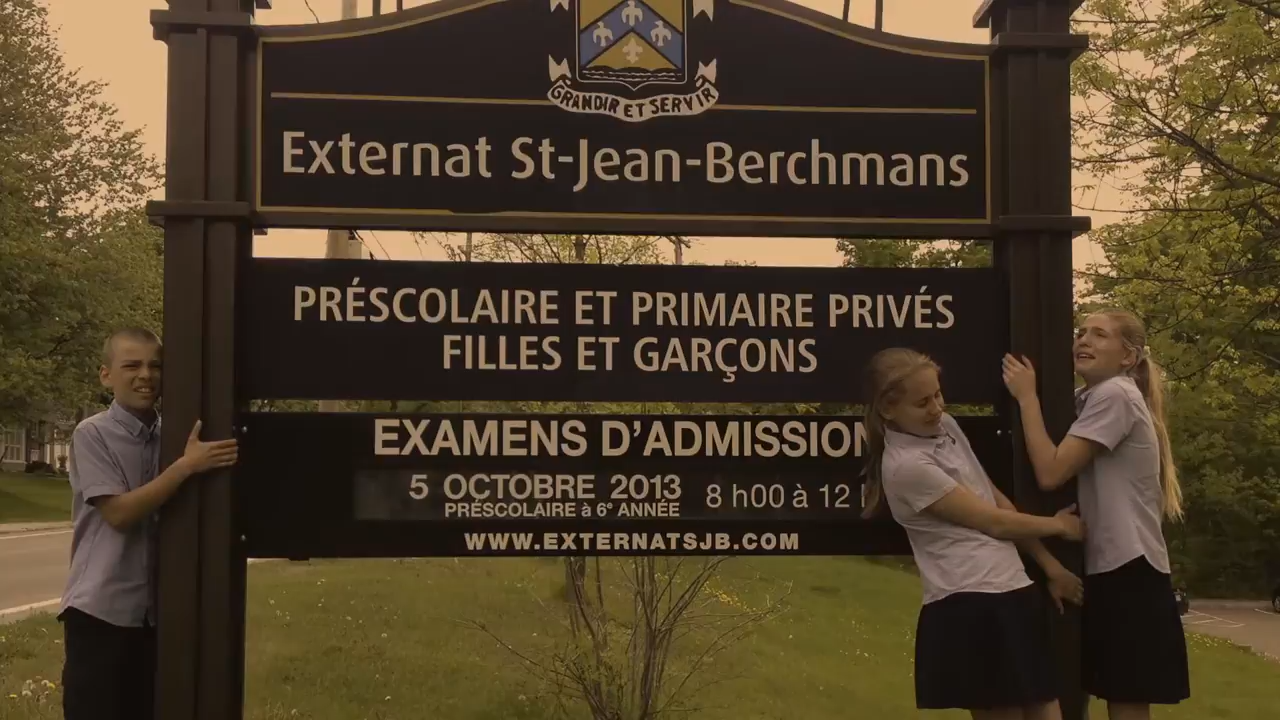 GRANDIR ET SERVIR
Externat St-Jean-Berchmans
PRÉSCOLAIRE ET PRIMAIRE PRIVÉS
FILLES ET GARÇONS
EXAMENS D'ADMISSION
5 OCTOBRE 2013 8 h00 à 12
PRÉSCOLAIRE à 6e ANNÉE
WWW.EXTERNATSJB.COM